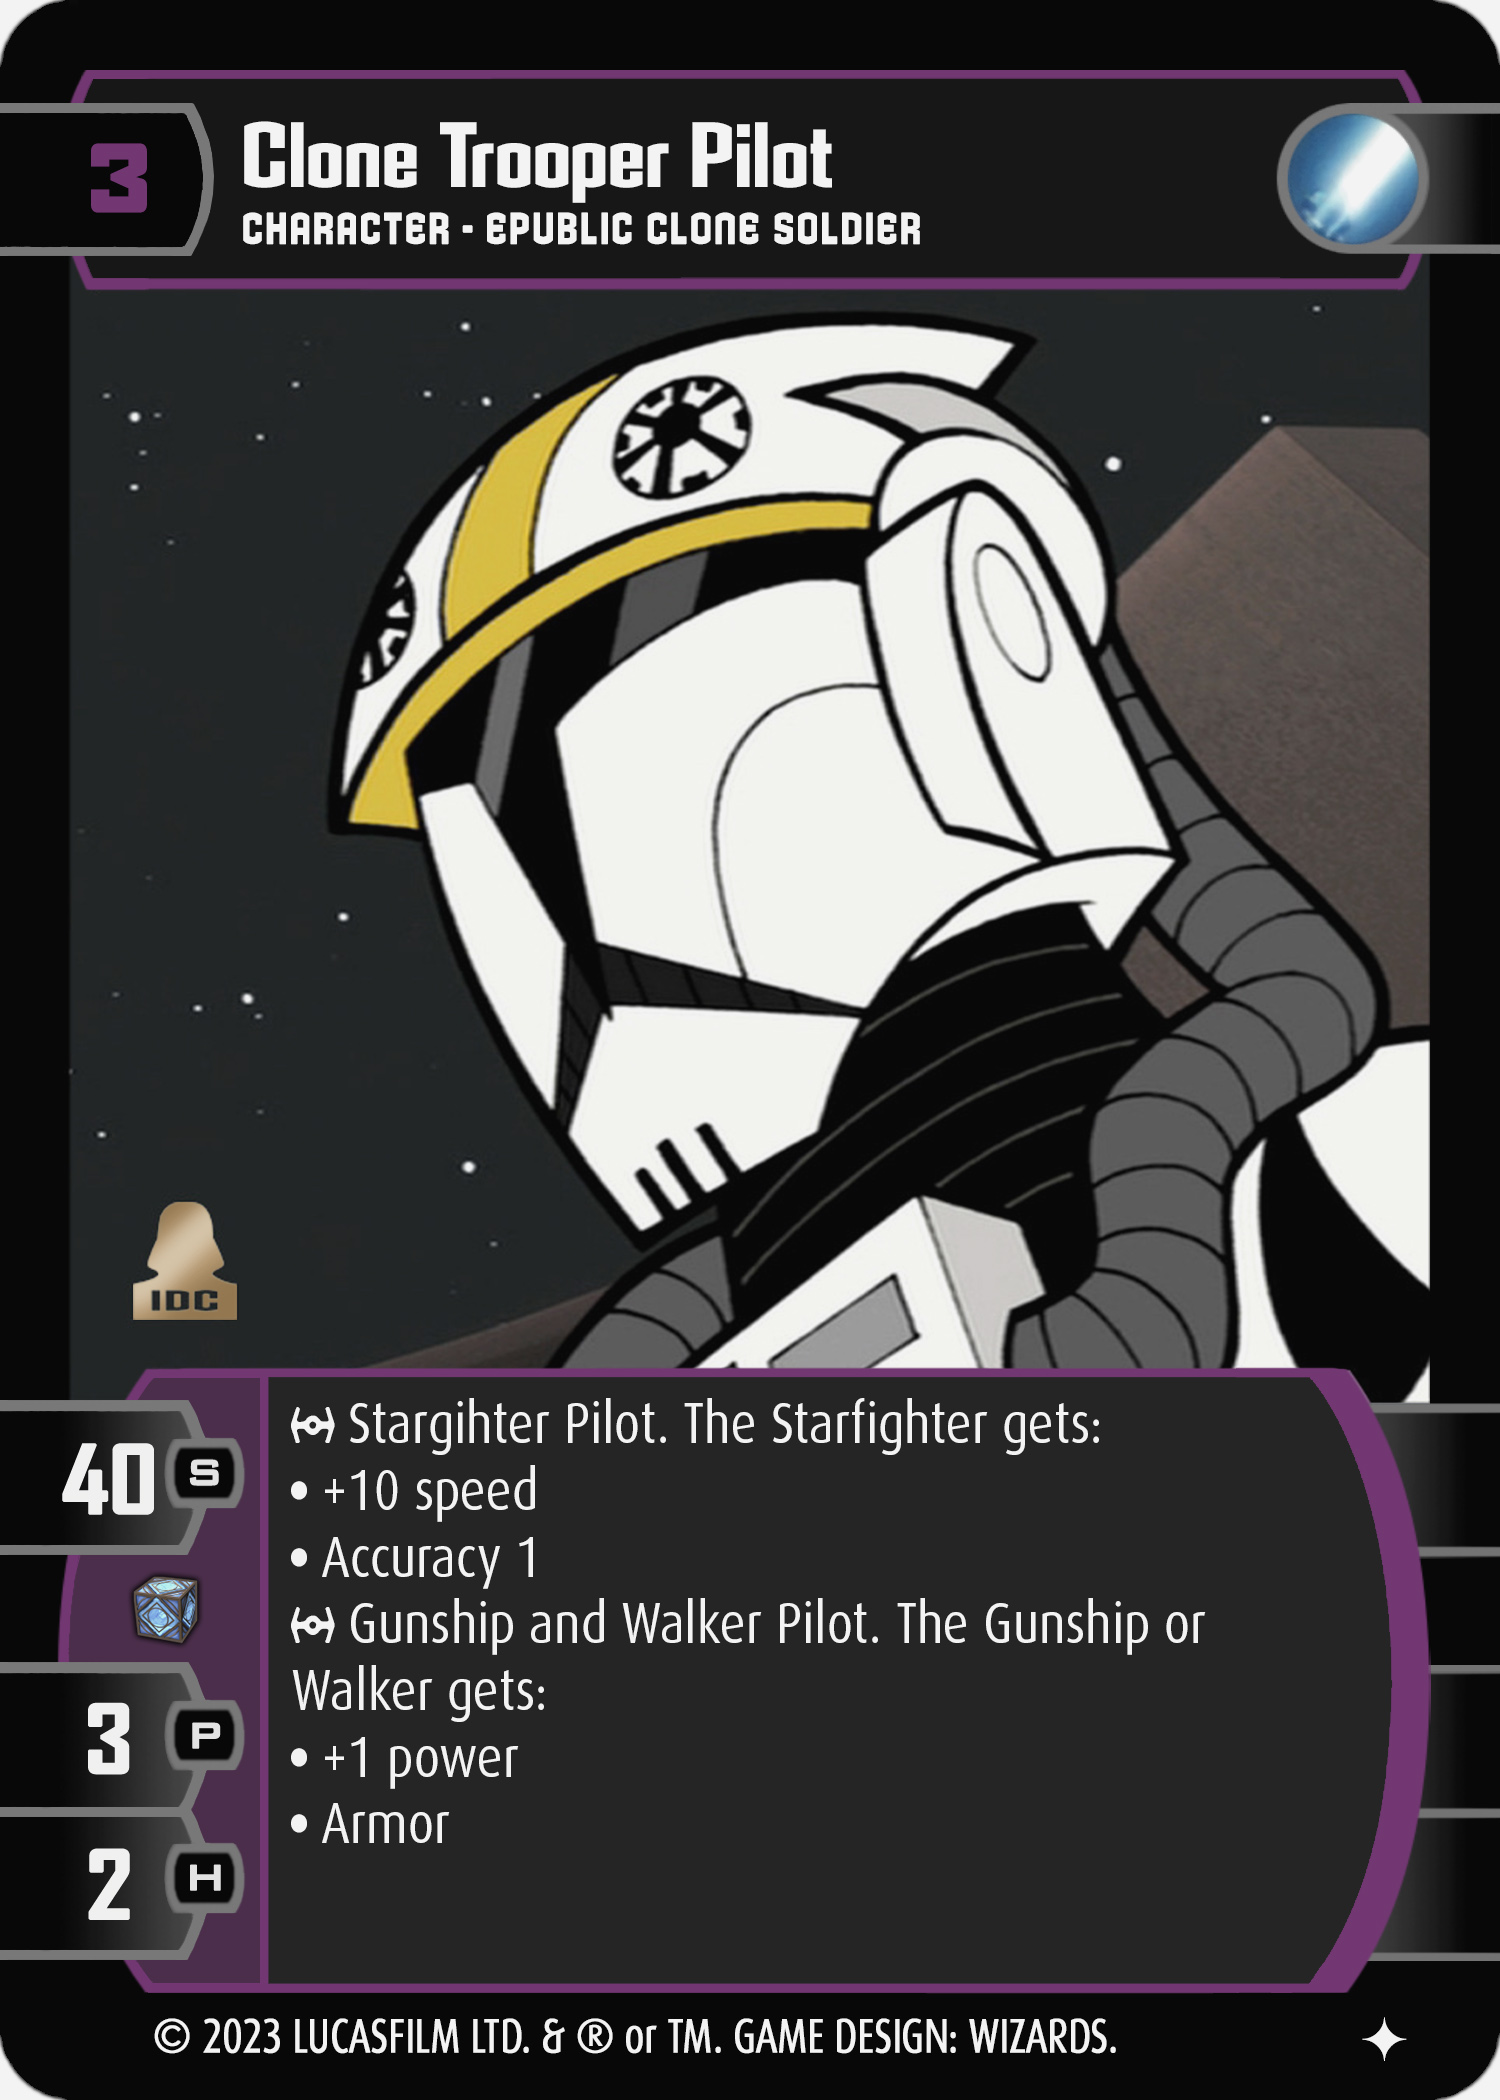 3
Clone Trooper Pilot
CHARACTER - EPUBLIC CLONE SOLDIER
IDC
40 S
3 P
2 H
Stargihter Pilot. The Starfighter gets:
• +10 speed
• Accuracy 1
Gunship and Walker Pilot. The Gunship or
Walker gets:
• +1 power
• Armor
© 2023 LUCASFILM LTD. & ® or TM. GAME DESIGN: WIZARDS.